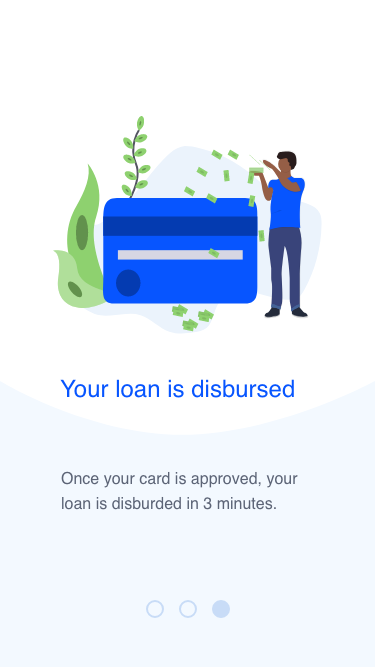 Your loan is disbursed
Once your card is approved, your
loan is disburded in 3 minutes.